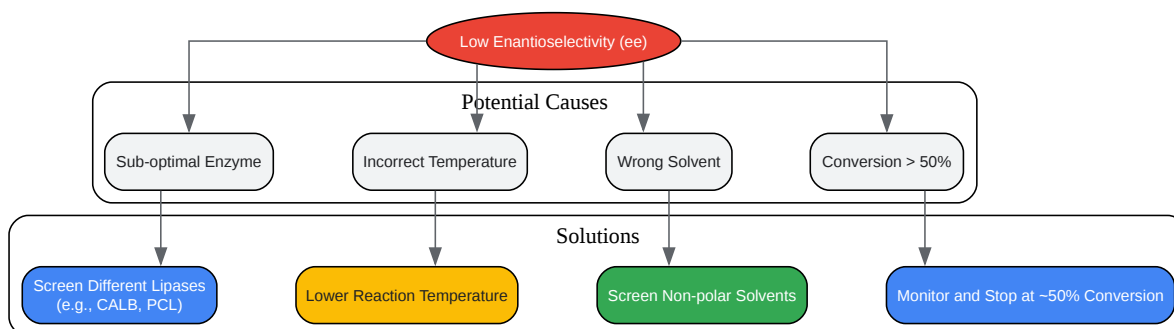 Low Enantioselectivity (ee)
Potential Causes
Sub-optimal Enzyme
Incorrect Temperature
Wrong Solvent
Conversion > 50%
Solutions
Screen Different Lipases
(e.g., CALB, PCL)
Lower Reaction Temperature
Screen Non-polar Solvents
Monitor and Stop at ~50% Conversion